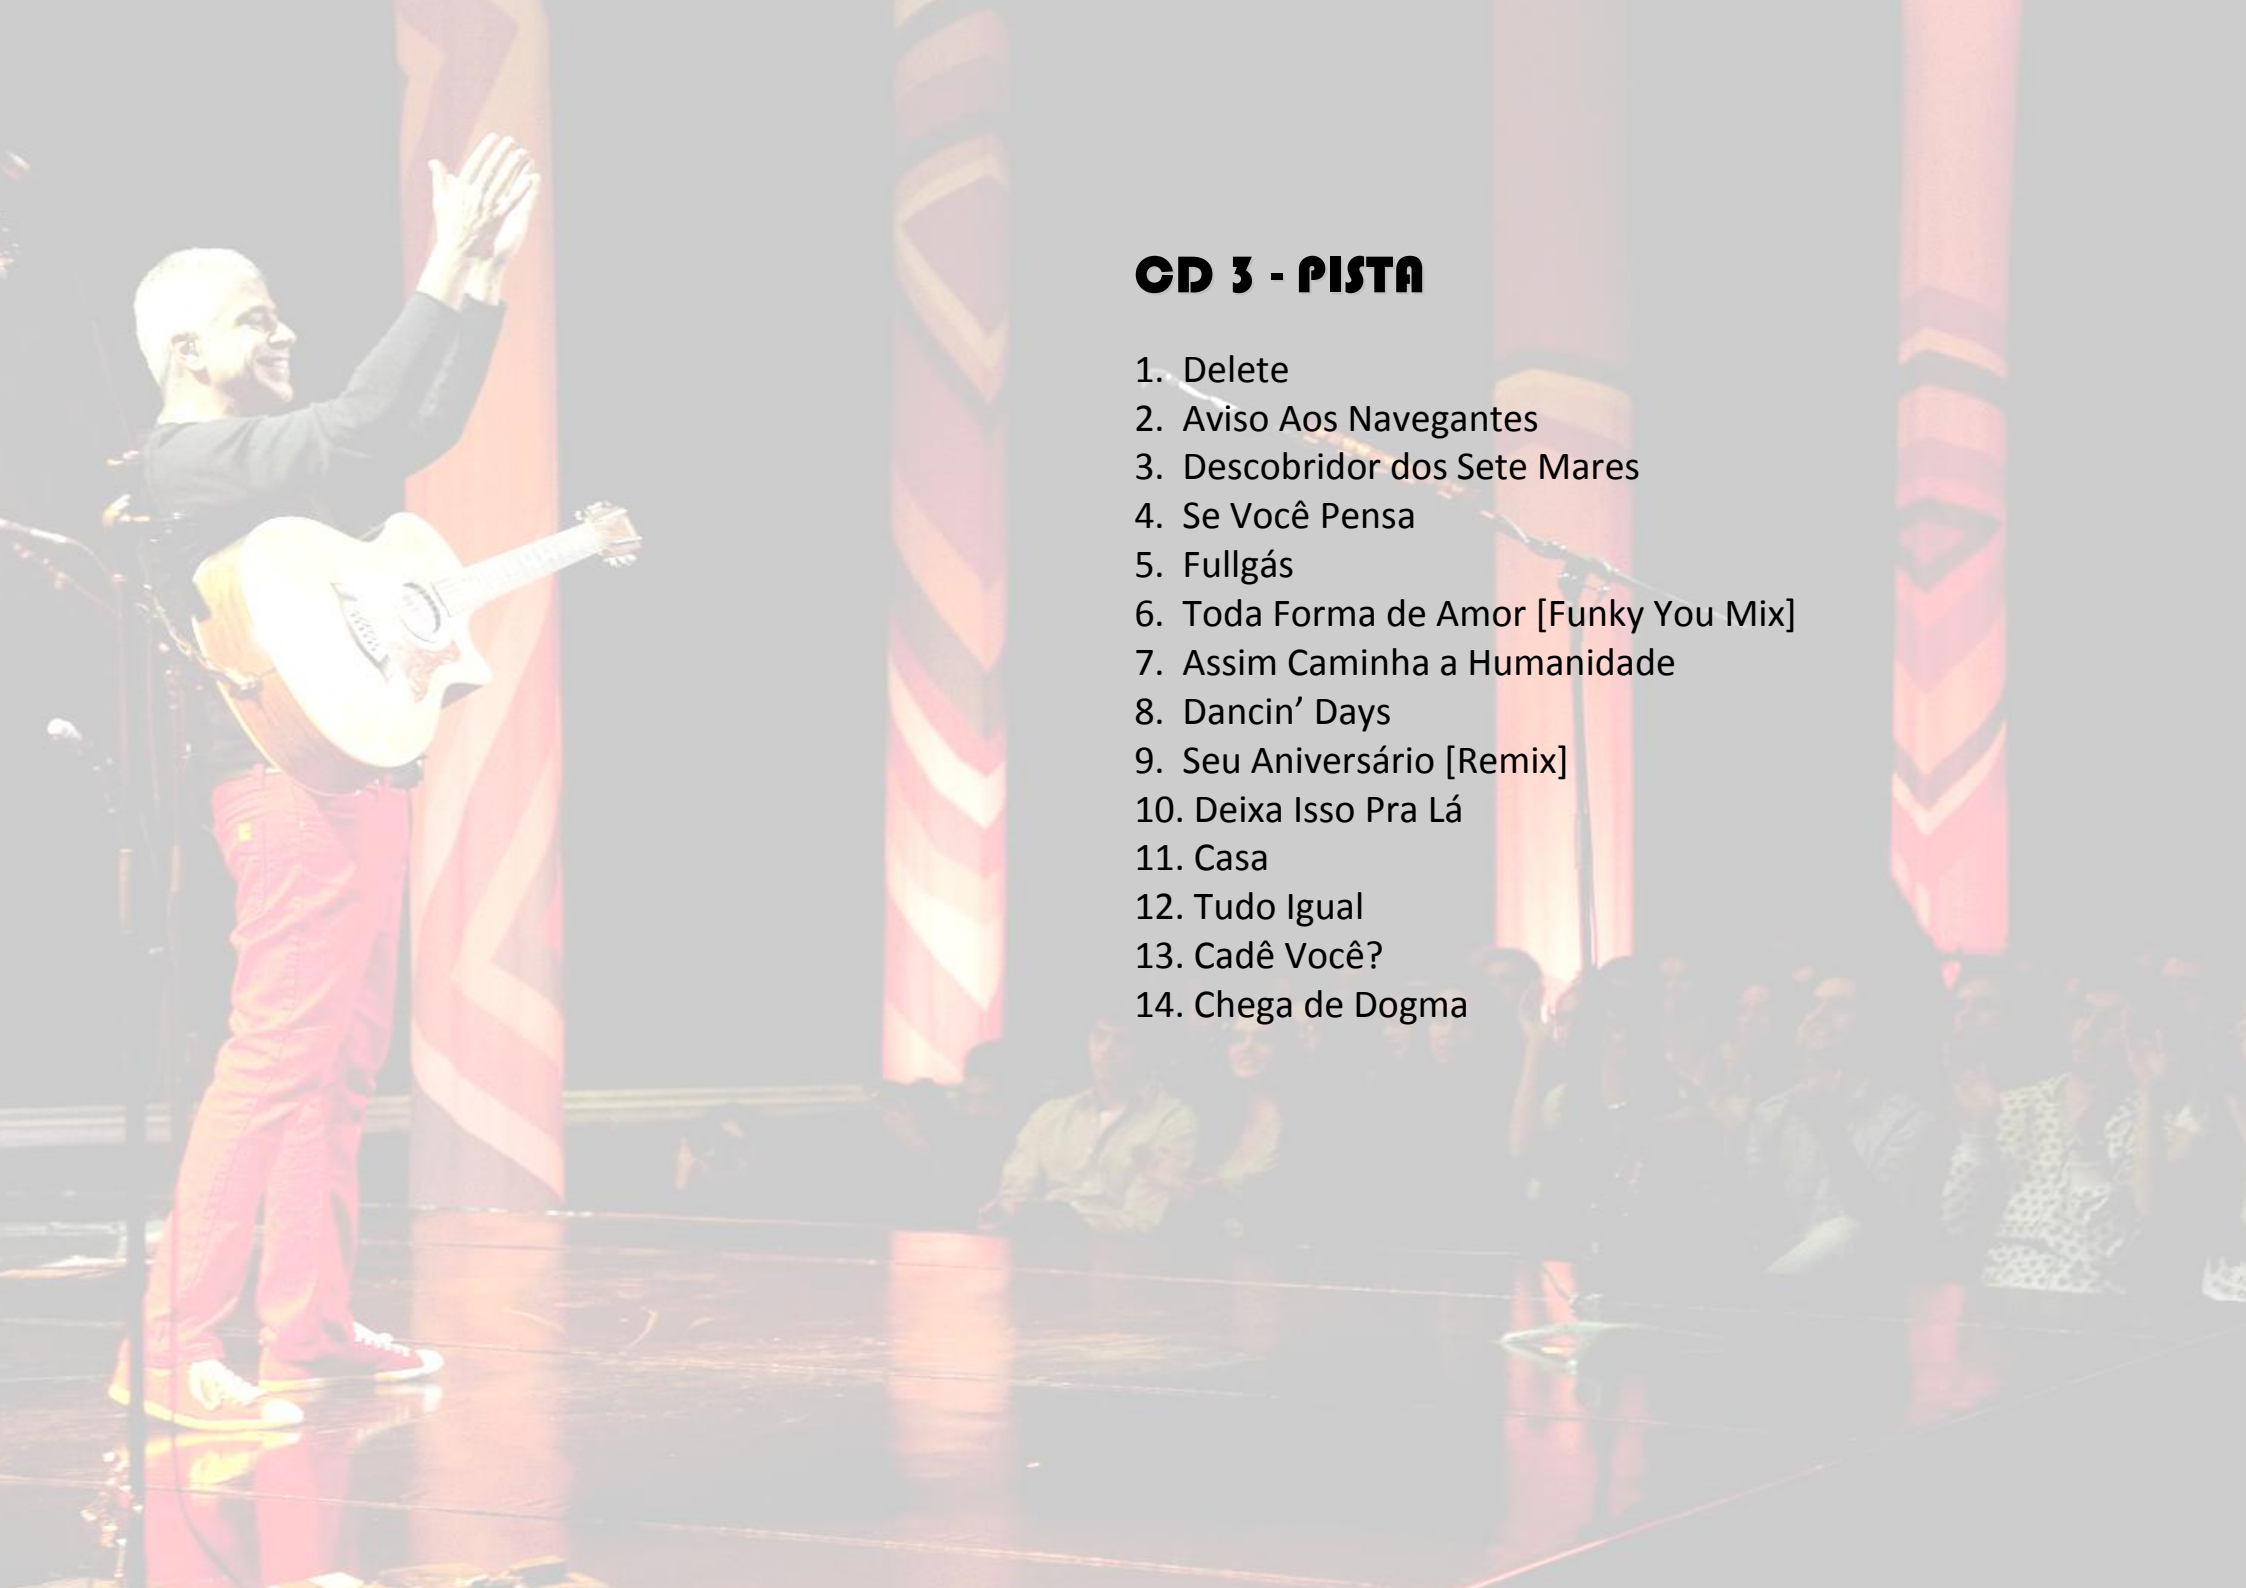 CD 3 - PISTA
1. Delete
2. Aviso Aos Navegantes
3. Descobridor dos Sete Mares
4. Se Você Pensa
5. Fullgás
6. Toda Forma de Amor [Funky You Mix]
7. Assim Caminha a Humanidade
8. Dancin’ Days
9. Seu Aniversário [Remix]
10. Deixa Isso Pra Lá
11. Casa
12. Tudo Igual
13. Cadê Você?
14. Chega de Dogma